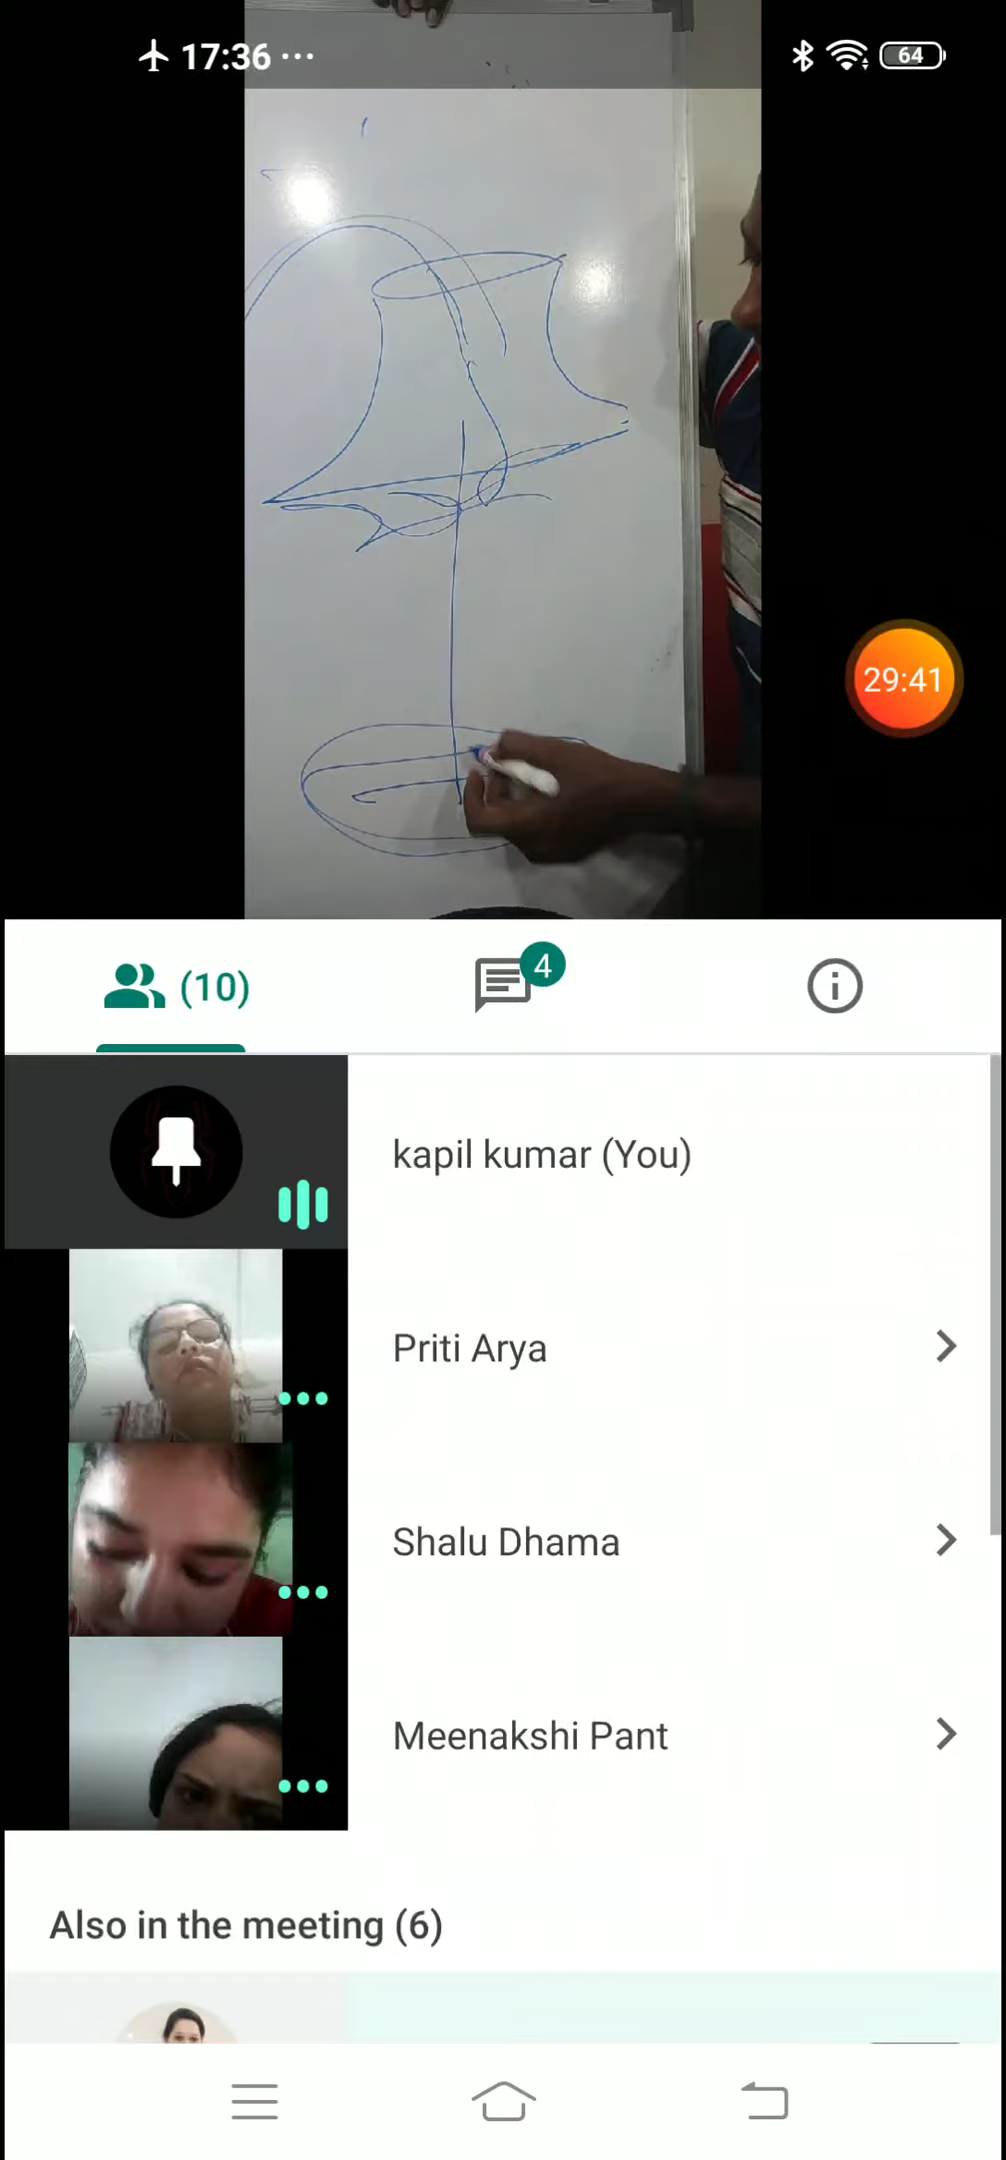 17:36 ...
64
29:41
(10)
4
kapil kumar (You)
Priti Arya
Shalu Dhama
Meenakshi Pant
Also in the meeting (6)